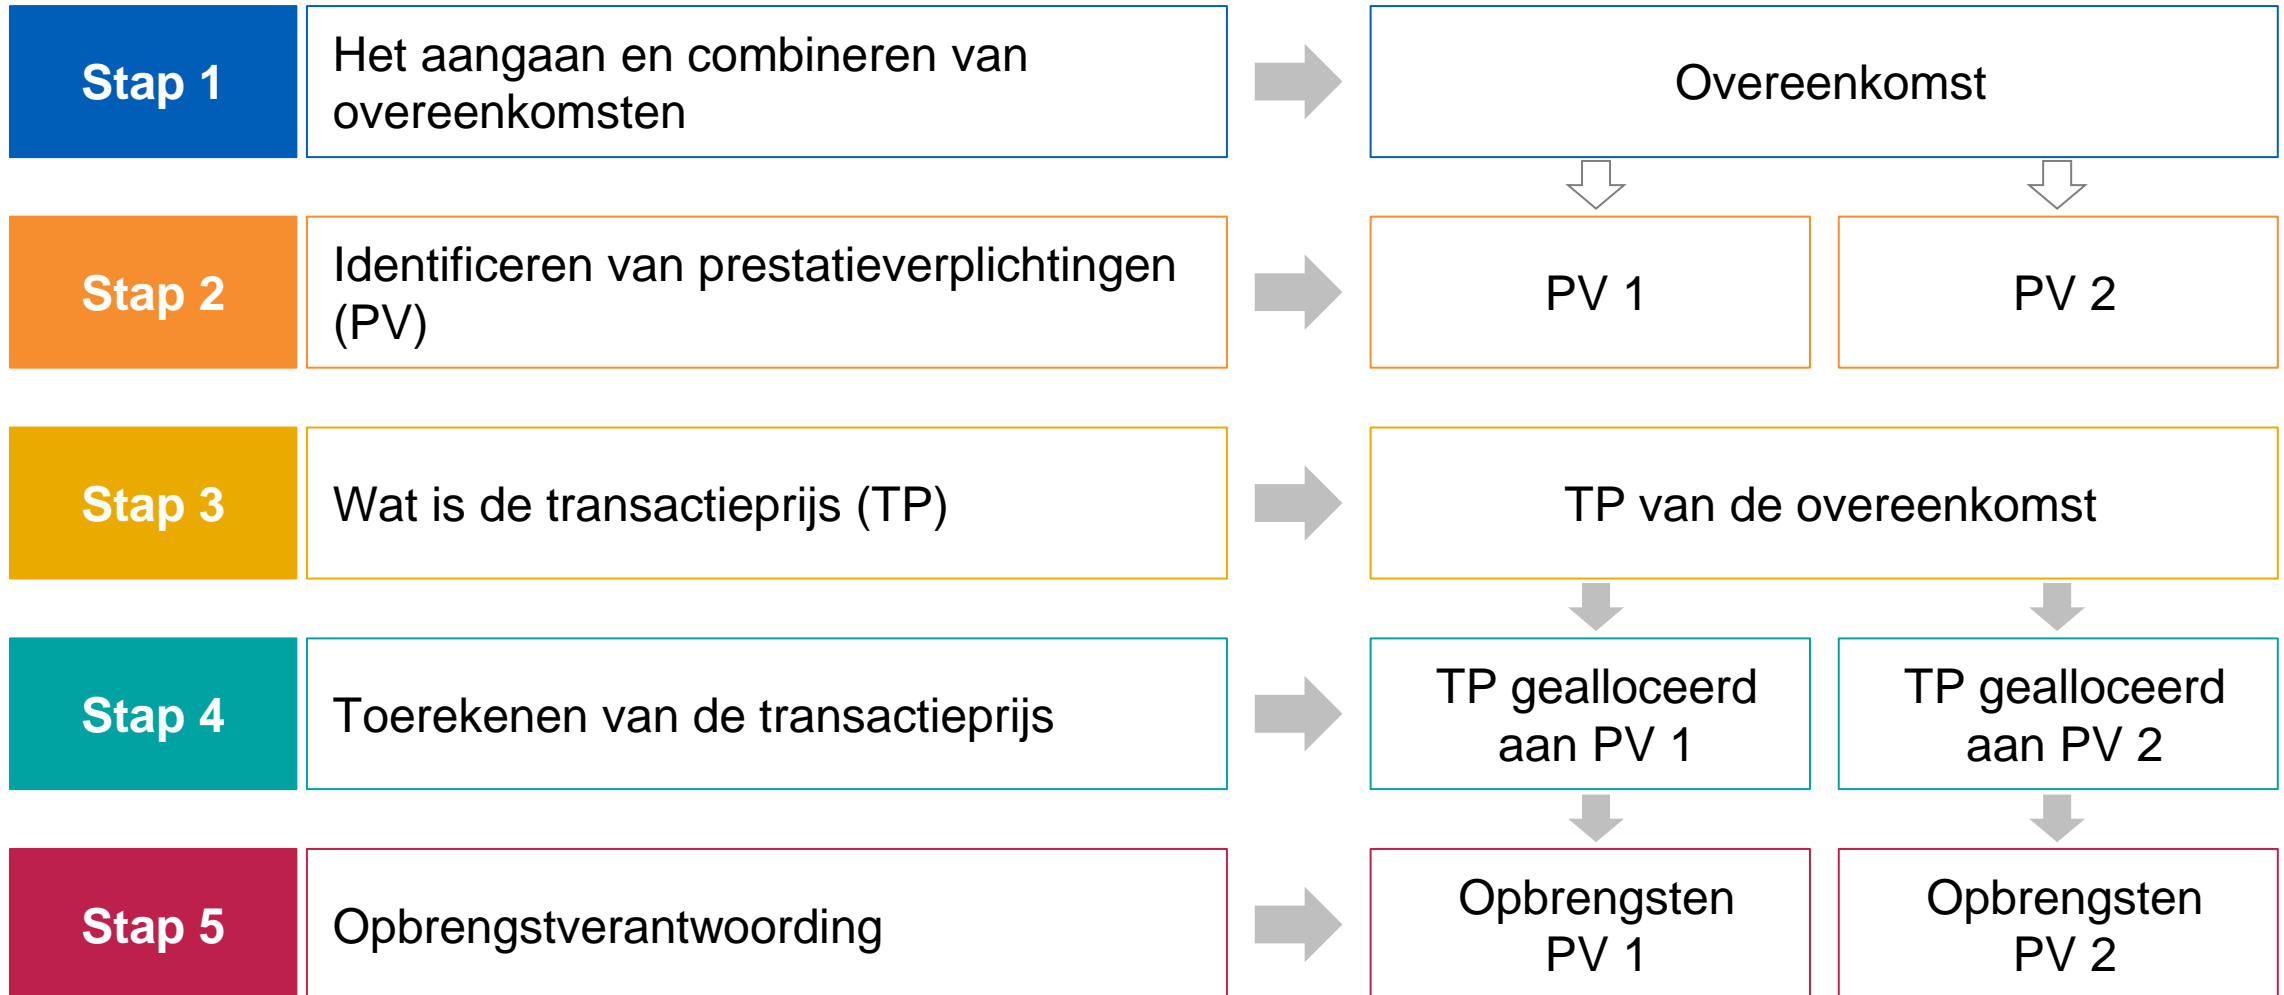 Stap 1
Het aangaan en combineren van
overeenkomsten
Overeenkomst
Stap 2
Identificeren van prestatieverplichtingen
(PV)
PV 1
PV 2
Stap 3
Wat is de transactieprijs (TP)
TP van de overeenkomst
Stap 4
Toerekenen van de transactieprijs
TP gealloceerd
aan PV 1
TP gealloceerd
aan PV 2
Stap 5
Opbrengstverantwoording
Opbrengsten
PV 1
Opbrengsten
PV 2